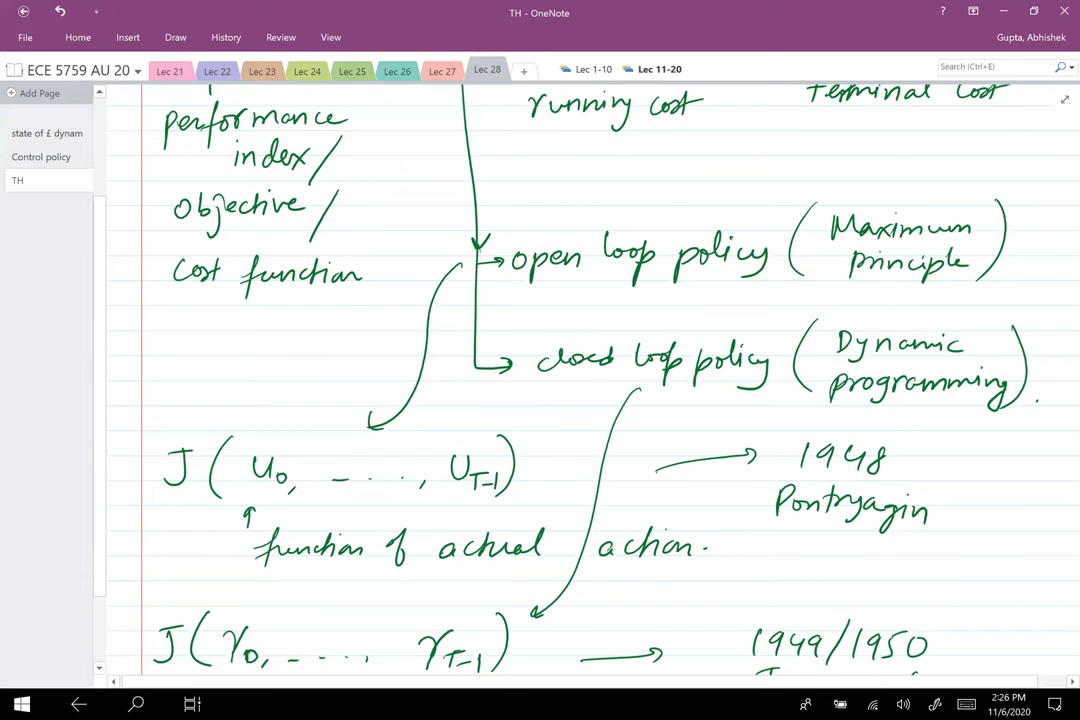 TH - OneNote
Gupta, Abhishek
File Home Insert Draw History Review View
ECE 5759 AU 20 Lec 21 Lec 22 Lec 23 Lec 24 Lec 25 Lec 26 Lec 27 Lec 28 Lec 1-10 Lec 11-20 Search (Ctrl+E)
Add Page
state of £ dynam
Control policy
TH
running cost
Terminal cost
performance
index/
objective/
cost function
open loop policy (Maximum
principle)
closed loop policy (Dynamic
programming).
J(u0, - ..., UT-1)
1948
Pontryagin
function of actual action.
J(γ0, - .... γT-1)
1949/1950
2:26 PM
11/6/2020